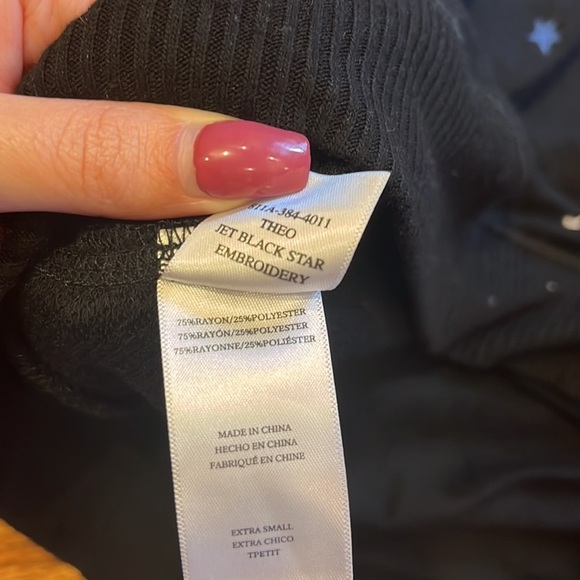 THEO
JET BLACK STAR
EMBROIDERY
75%RAYON/25%POLYESTER
75%RAYÓN/25%POLYESTER
75%RAYONNE/25%POLIÉSTER
MADE IN CHINA
HECHO EN CHINA
FABRIQUÉ EN CHINE
EXTRA SMALL
EXTRA CHICO
TPETIT